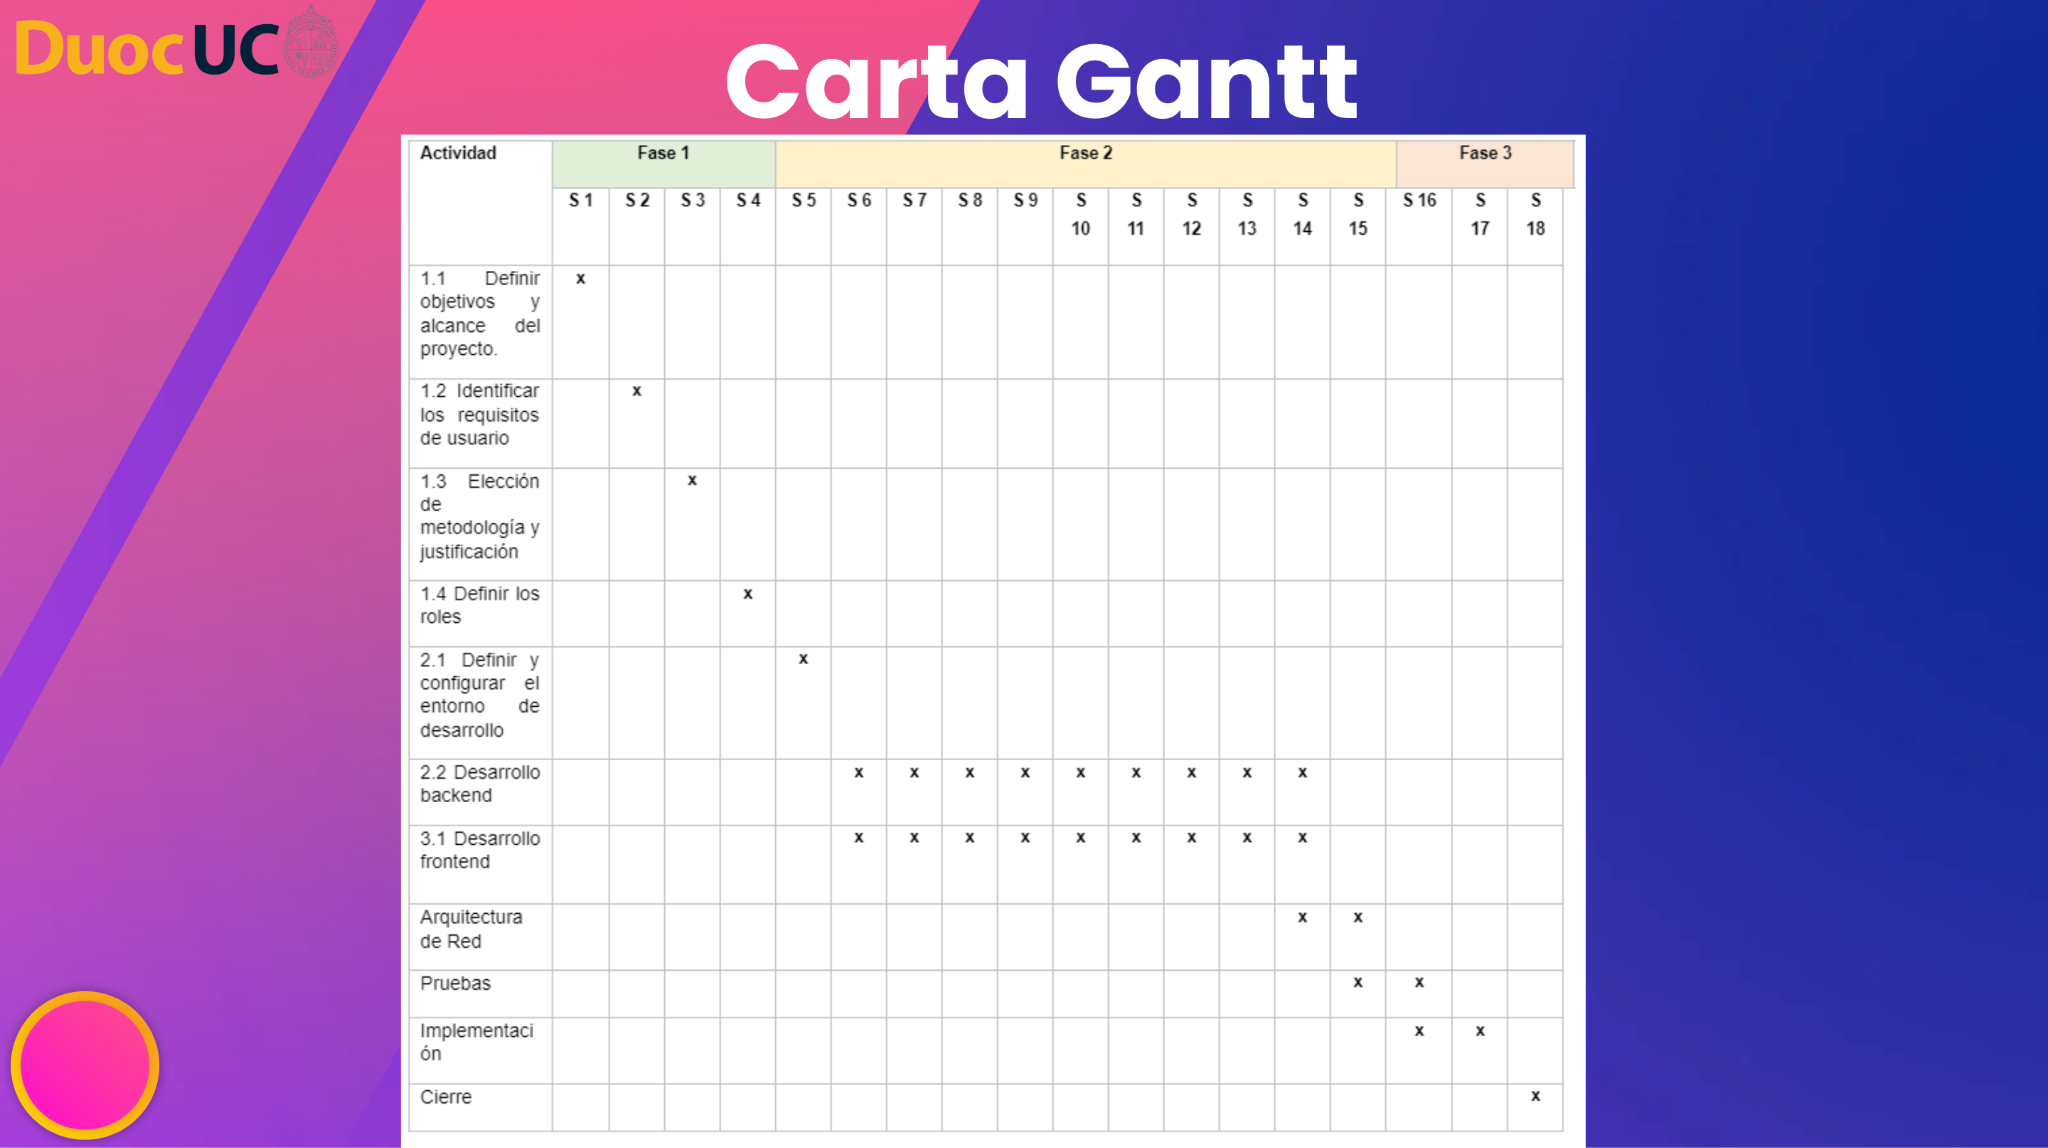 Duoc UC
Carta Gantt
Actividad Fase 1 Fase 2 Fase 3
S 1 S 2 S 3 S 4 S 5 S 6 S 7 S 8 S 9 S S S S S S S 16 S S
10 11 12 13 14 15 17 18
1.1 Definir x
objetivos y
alcance del
proyecto.
1.2 Identificar x
los requisitos
de usuario
1.3 Elección x
de
metodología y
justificación
1.4 Definir los x
roles
2.1 Definir y x
configurar el
entorno de
desarrollo
2.2 Desarrollo x x x x x x x x x
backend
3.1 Desarrollo x x x x x x x x x
frontend
Arquitectura x x
de Red
Pruebas x x
Implementaci x x
ón
Cierre x